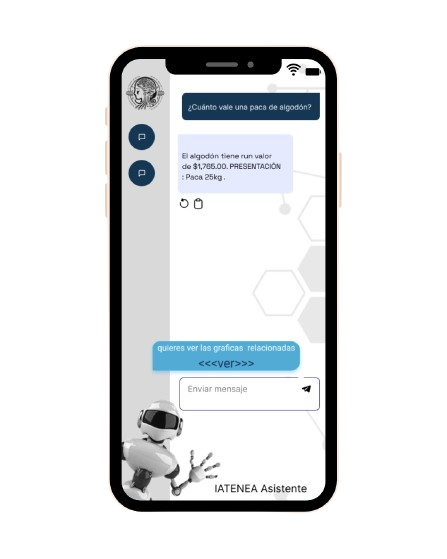 ¿Cuánto vale una paca de algodón?
El algodón tiene run valor
de $1,765.00. PRESENTACIÓN
: Paca 25kg .
quieres ver las graficas relacionadas
<<<ver>>>
Enviar mensaje
IATENEA Asistente